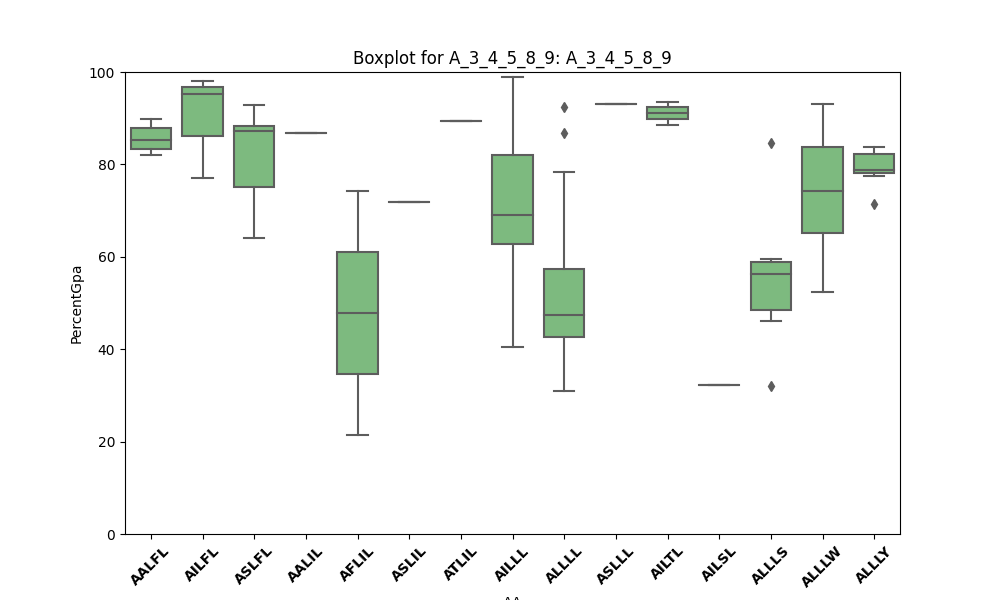 Boxplot for A_3_4_5_8_9: A_3_4_5_8_9
100
80
60
40
20
0
PercentGpa
AALFL AILFL ASLFL AALIL AFLIL ASLIL ATLIL AILLL ALLLL ASLLL AILTL AILSL ALLLS ALLLW ALLLY